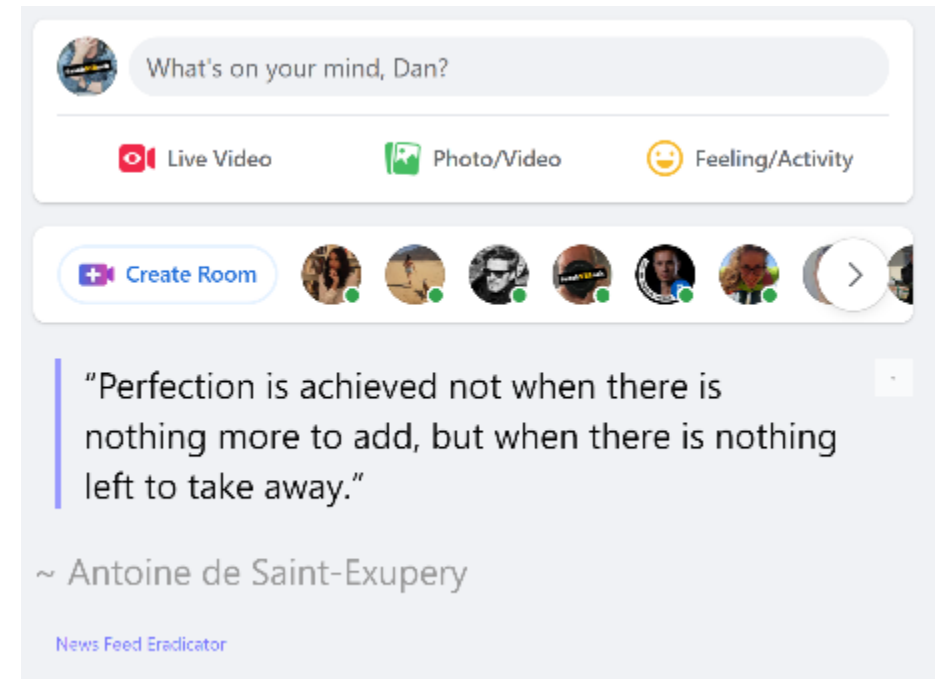 What's on your mind, Dan?
Live Video
Photo/Video
Feeling/Activity
Create Room
“Perfection is achieved not when there is
nothing more to add, but when there is nothing
left to take away.”
~ Antoine de Saint-Exupery
News Feed Eradicator